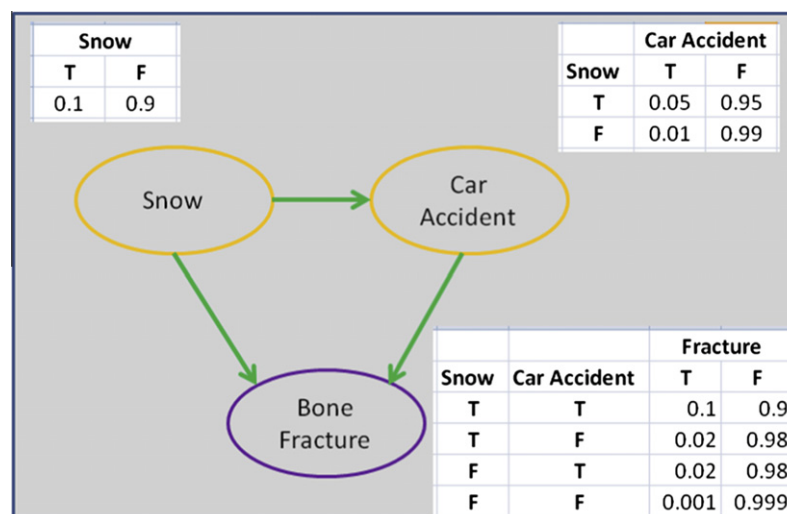 Snow
T F
0.1 0.9
Car Accident
Snow T F
T 0.05 0.95
F 0.01 0.99
Snow
Car
Accident
Bone
Fracture
Fracture
Snow Car Accident T F
T T 0.1 0.9
T F 0.02 0.98
F T 0.02 0.98
F F 0.001 0.999